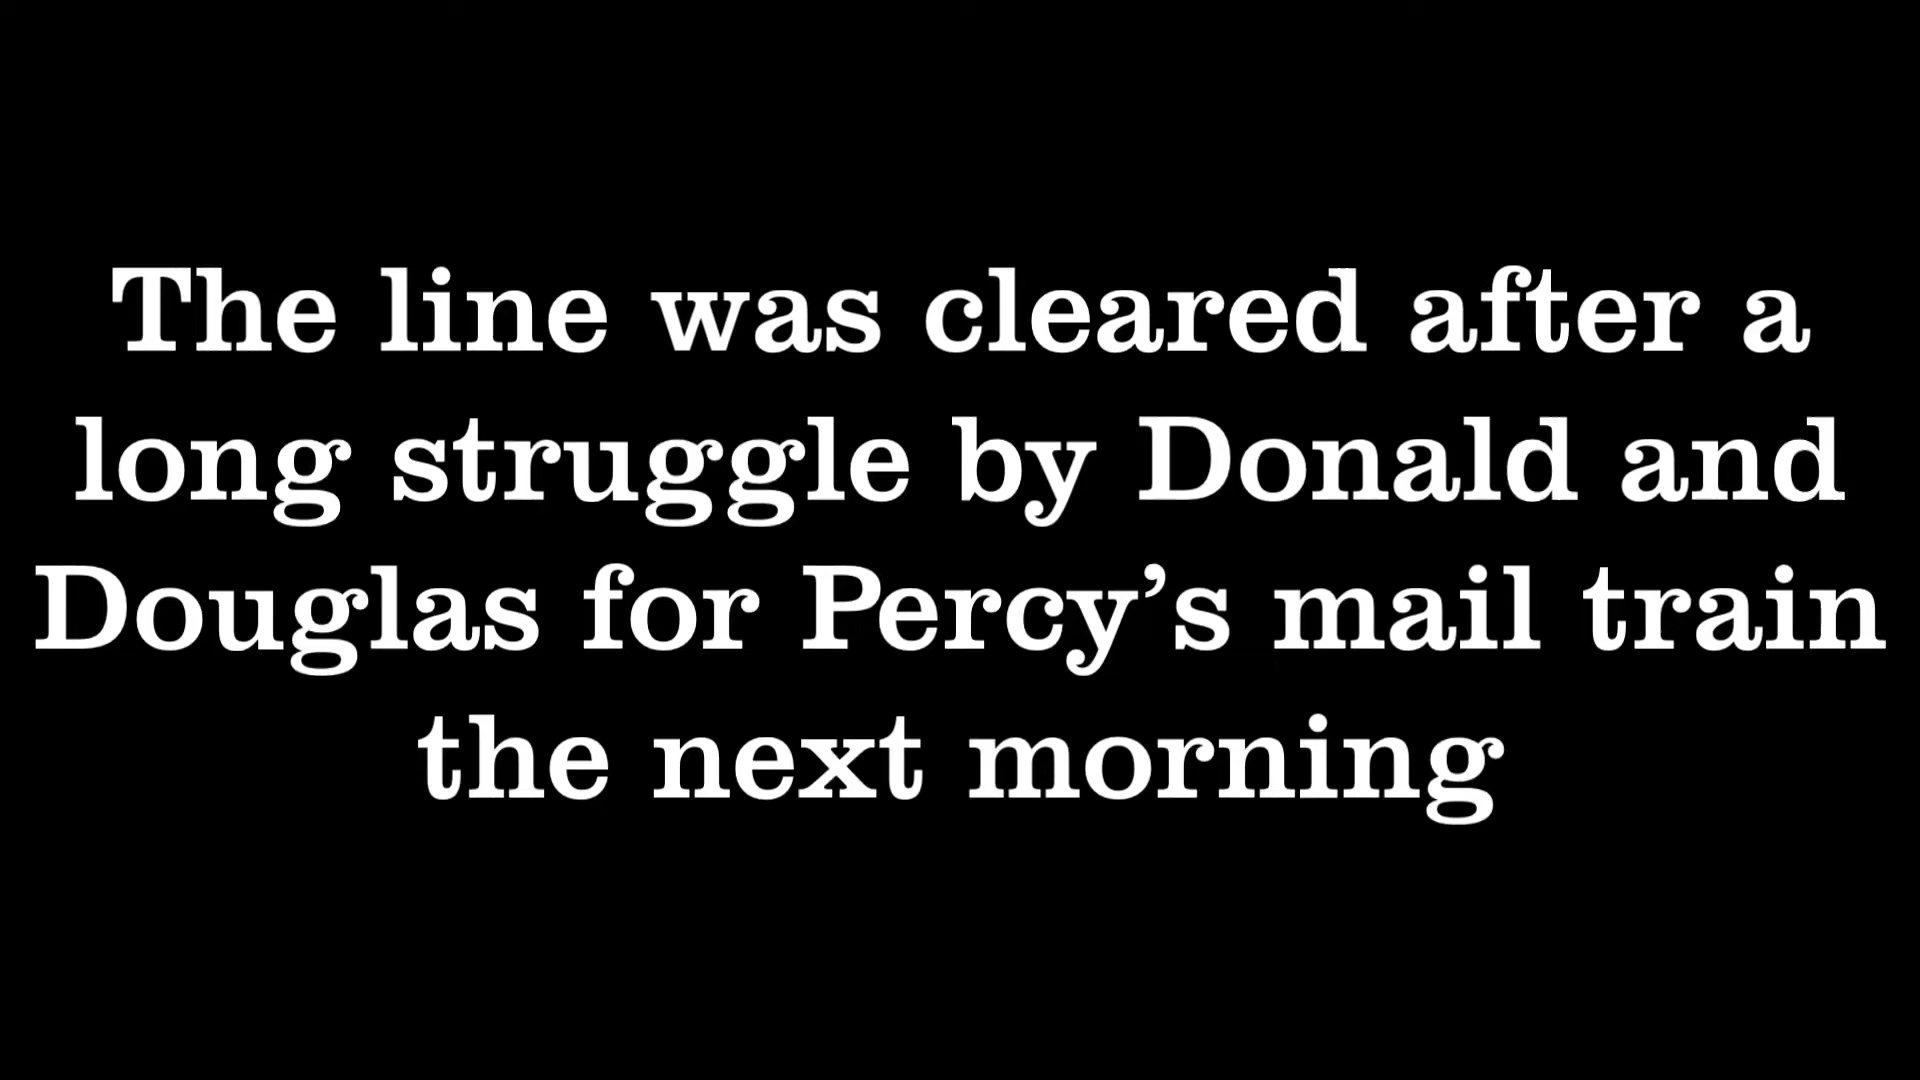 The line was cleared after a
long struggle by Donald and
Douglas for Percy’s mail train
the next morning